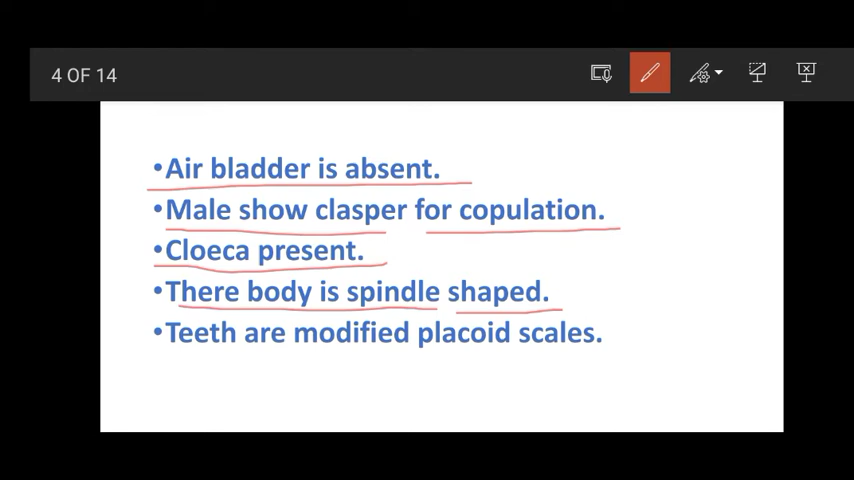 4 OF 14
•Air bladder is absent.
•Male show clasper for copulation.
•Cloeca present.
•There body is spindle shaped.
•Teeth are modified placoid scales.